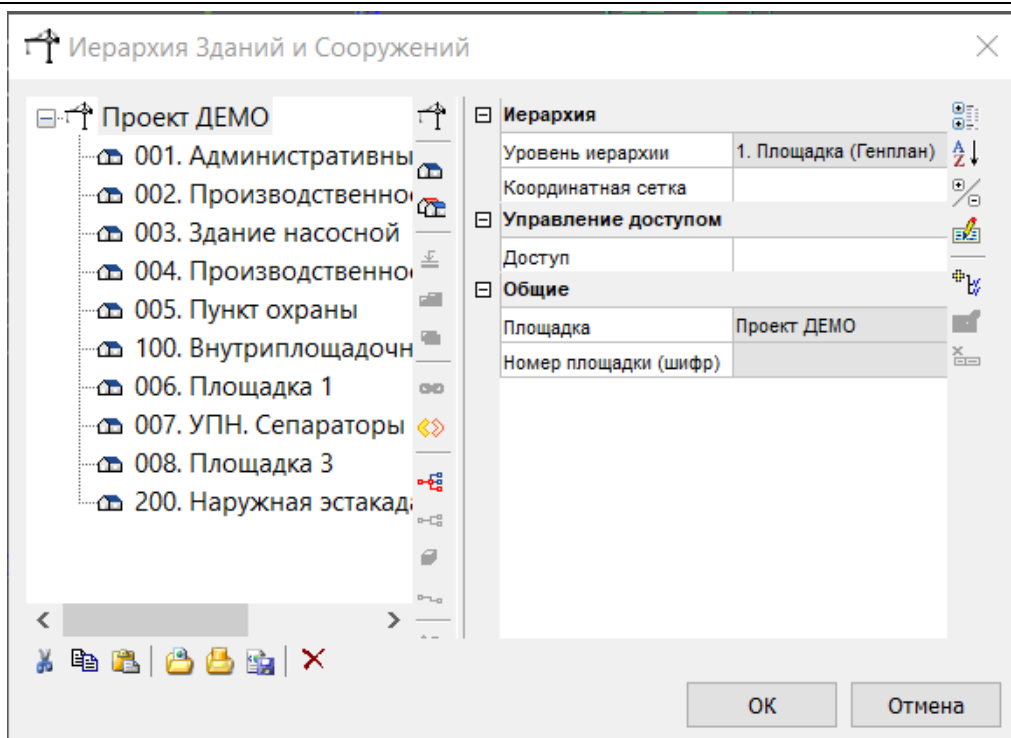 Иерархия Зданий и Сооружений
Проект ДЕМО
001. Административны
002. Производственно
003. Здание насосной
004. Производственно
005. Пункт охраны
100. Внутриплощадочн
006. Площадка 1
007. УПН. Сепараторы
008. Площадка 3
200. Наружная эстакад
Иерархия
Уровень иерархии 1. Площадка (Генплан)
Координатная сетка
Управление доступом
Доступ
Общие
Площадка Проект ДЕМО
Номер площадки (шифр)
ОК Отмена